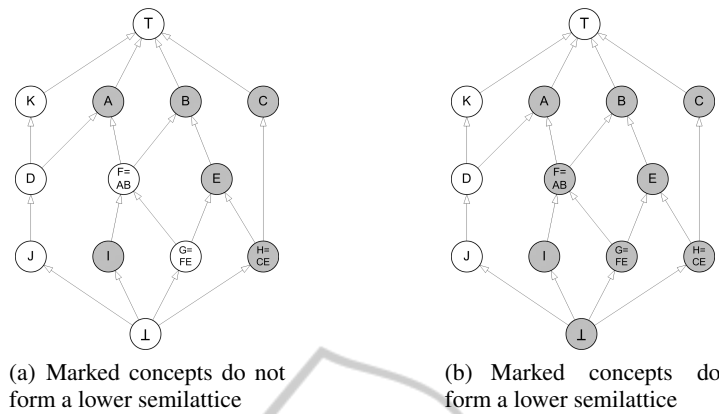 T
T
K
A
B
C
K
A
B
C
D
F=
AB
E
D
F=
AB
E
J
I
G=
FE
H=
CE
J
I
G=
FE
H=
CE
⊥
⊥
(a) Marked concepts do not
form a lower semilattice
(b) Marked concepts do
form a lower semilattice